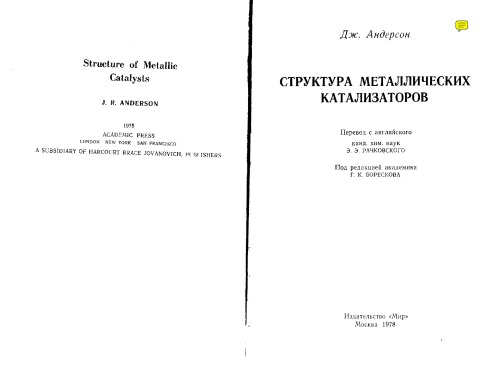 Structure of Metallic
Catalysts
J. R. ANDERSON
1975
ACADEMIC PRESS
LONDON NEW YORK SAN FRANCISCO
A SUBSIDIARY OF HARCOURT BRACE JOVANOVICH, PUBLISHERS
Дж. Андерсон
СТРУКТУРА МЕТАЛЛИЧЕСКИХ
КАТАЛИЗАТОРОВ
Перевод с английского
канд. хим. наук
Э. Э. РАЧКОВСКОГО
Под редакцией академика
Г. К. БОРЕСКОВА
Издательство «Мир»
Москва 1978